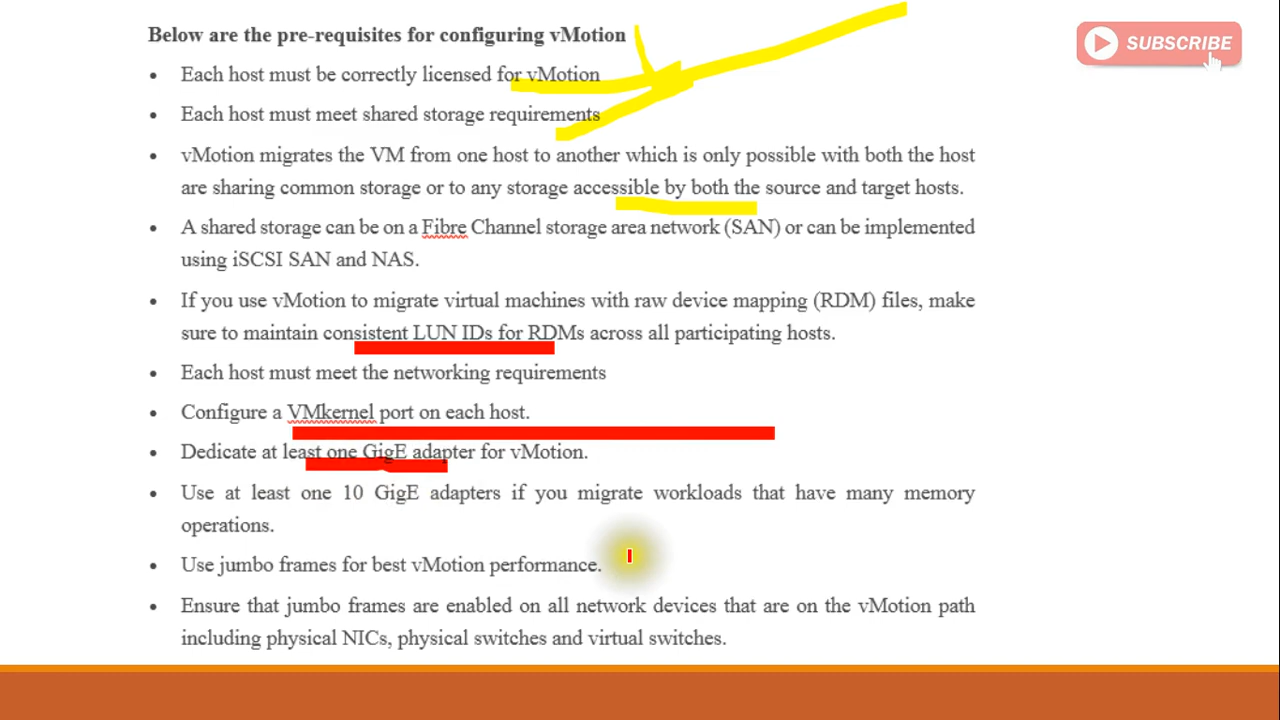 Below are the pre-requisites for configuring vMotion
SUBSCRIBE
• Each host must be correctly licensed for vMotion
• Each host must meet shared storage requirements
• vMotion migrates the VM from one host to another which is only possible with both the host
are sharing common storage or to any storage accessible by both the source and target hosts.
• A shared storage can be on a Fibre Channel storage area network (SAN) or can be implemented
using iSCSI SAN and NAS.
• If you use vMotion to migrate virtual machines with raw device mapping (RDM) files, make
sure to maintain consistent LUN IDs for RDMs across all participating hosts.
• Each host must meet the networking requirements
• Configure a VMkernel port on each host.
• Dedicate at least one GigE adapter for vMotion.
• Use at least one 10 GigE adapters if you migrate workloads that have many memory
operations.
• Use jumbo frames for best vMotion performance.
• Ensure that jumbo frames are enabled on all network devices that are on the vMotion path
including physical NICs, physical switches and virtual switches.